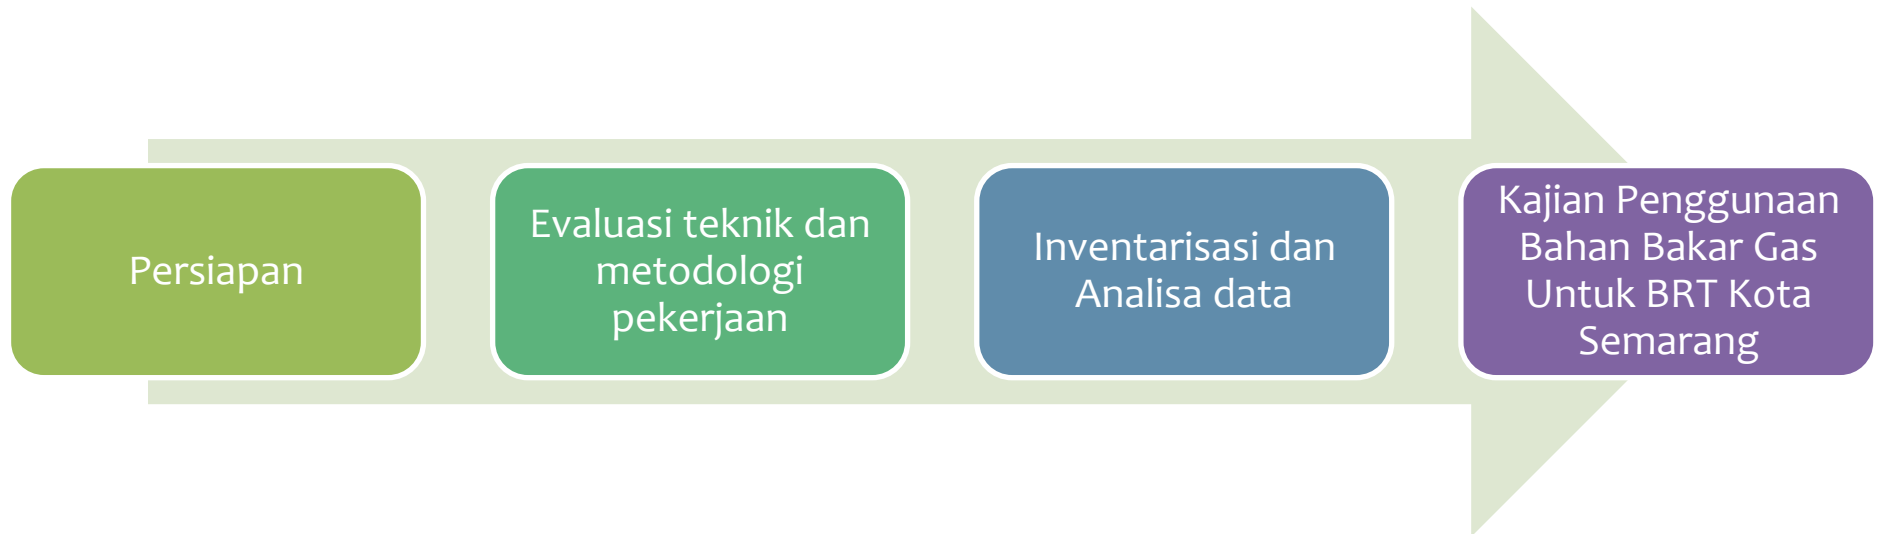 Persiapan
Evaluasi teknik dan
metodologi
pekerjaan
Inventarisasi dan
Analisa data
Kajian Penggunaan
Bahan Bakar Gas
Untuk BRT Kota
Semarang